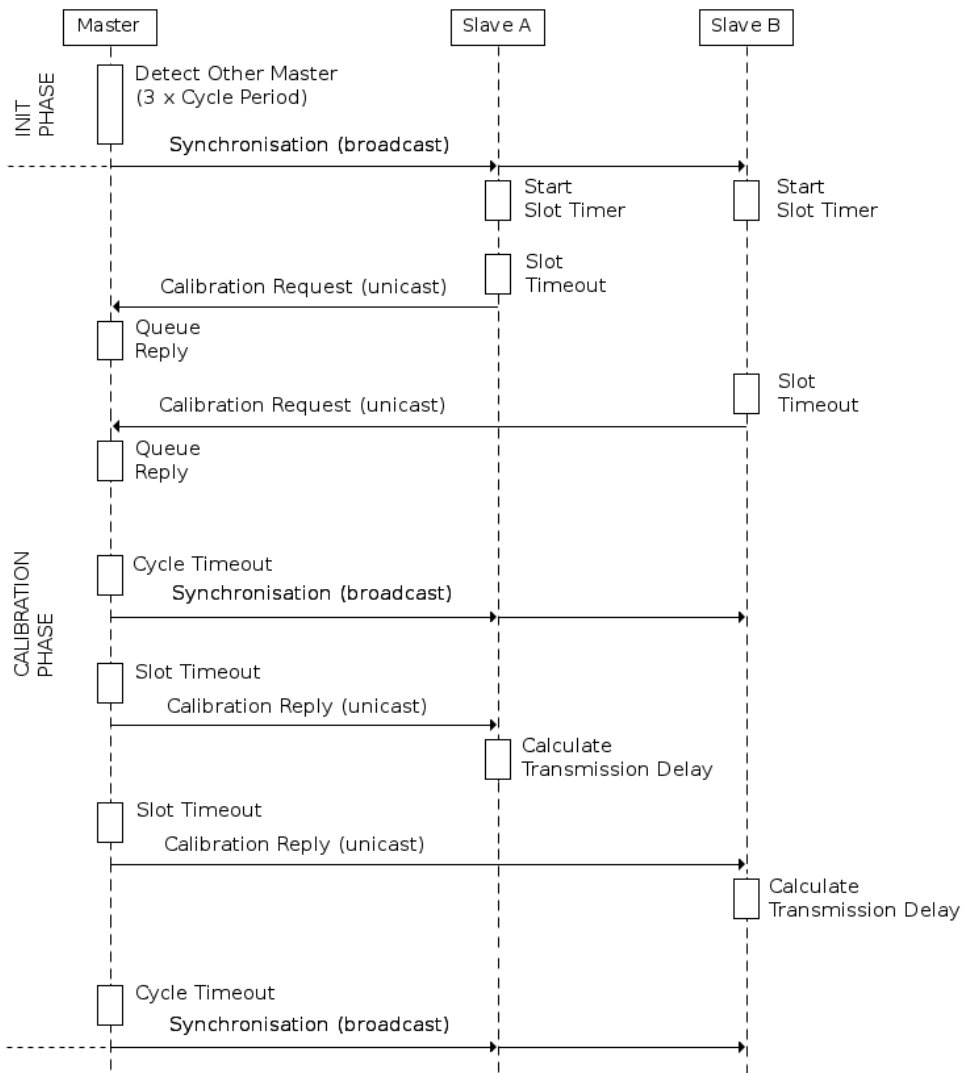 Master
Slave A
Slave B
INIT
PHASE
Detect Other Master
(3 x Cycle Period)
Synchronisation (broadcast)
Start
Slot Timer
Start
Slot Timer
Slot
Timeout
Calibration Request (unicast)
Queue
Reply
Slot
Timeout
Calibration Request (unicast)
Queue
Reply
CALIBRATION
PHASE
Cycle Timeout
Synchronisation (broadcast)
Slot Timeout
Calibration Reply (unicast)
Calculate
Transmission Delay
Slot Timeout
Calibration Reply (unicast)
Calculate
Transmission Delay
Cycle Timeout
Synchronisation (broadcast)